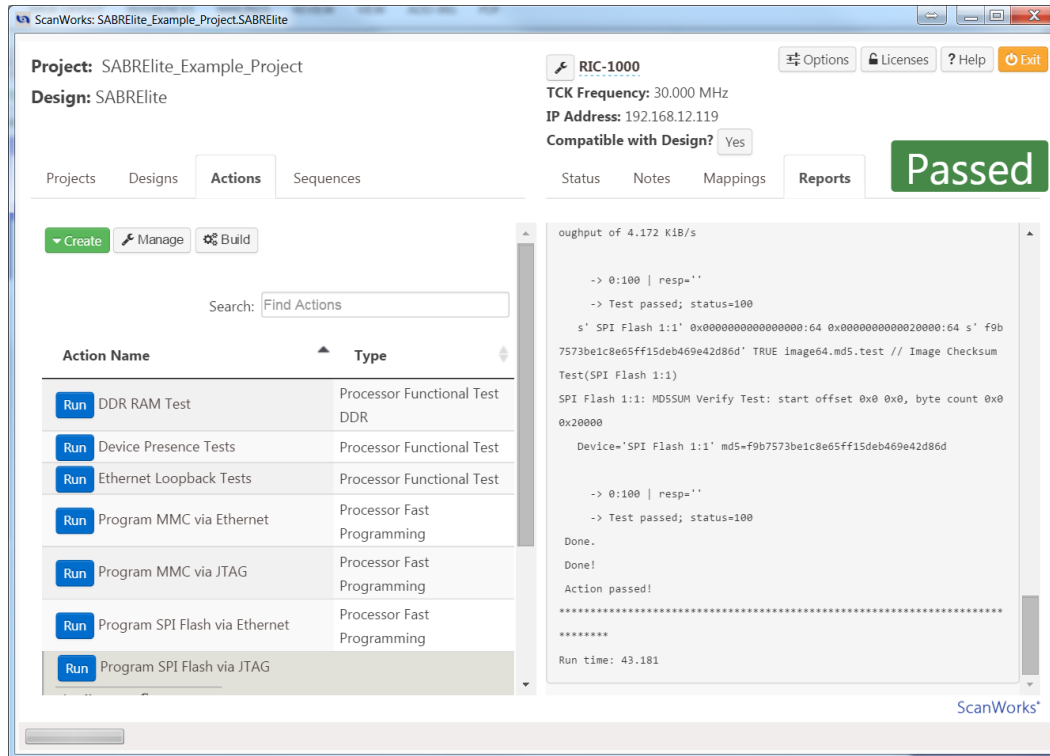 ScanWorks: SABRElite_Example_Project.SABRElite
Project: SABRElite_Example_Project
Design: SABRElite
RIC-1000
TCK Frequency: 30.000 MHz
IP Address: 192.168.12.119
Compatible with Design? Yes
Options
Licenses
? Help
Exit
Passed
Projects
Designs
Actions
Sequences
Status
Notes
Mappings
Reports
Create
Manage
Build
Search: Find Actions
Action Name Type
Run DDR RAM Test Processor Functional Test
DDR
Run Device Presence Tests Processor Functional Test
Run Ethernet Loopback Tests Processor Functional Test
Run Program MMC via Ethernet Processor Fast
Programming
Run Program MMC via JTAG Processor Fast
Programming
Run Program SPI Flash via Ethernet Processor Fast
Programming
Run Program SPI Flash via JTAG
oughput of 4.172 KiB/s
-> 0:100 | resp=''
-> Test passed; status=100
s' SPI Flash 1:1' 0x0000000000000000:64 0x0000000000020000:64 s' f9b
7573be1c8e65ff15deb469e42d86d' TRUE image64.md5.test // Image Checksum
Test(SPI Flash 1:1)
SPI Flash 1:1: MD5SUM Verify Test: start offset 0x0 0x0, byte count 0x0
0x20000
Device='SPI Flash 1:1' md5=f9b7573be1c8e65ff15deb469e42d86d
-> 0:100 | resp=''
-> Test passed; status=100
Done.
Done!
Action passed!
***********************************************************************
********
Run time: 43.181
ScanWorks*